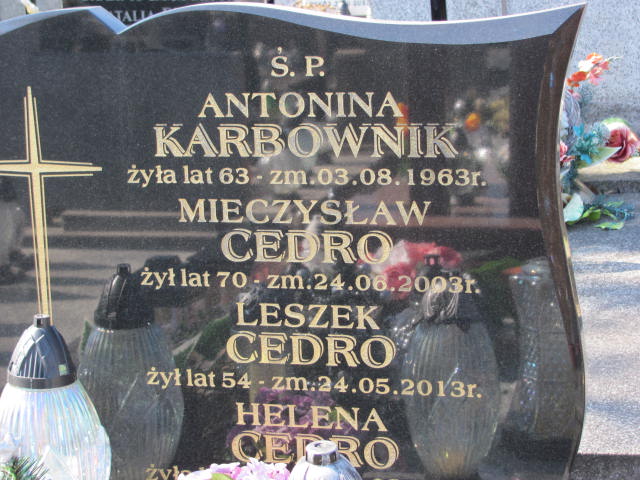 Ś. P.
ANTONINA
KARBOWNIK
żyła lat 63 - zm. 03.08.1963r.
MIECZYSŁAW
CEDRO
żył lat 70 - zm. 24.06.2003r.
LESZEK
CEDRO
żył lat 54 - zm. 24.05.2013r.
HELENA
CEDRO
żyła